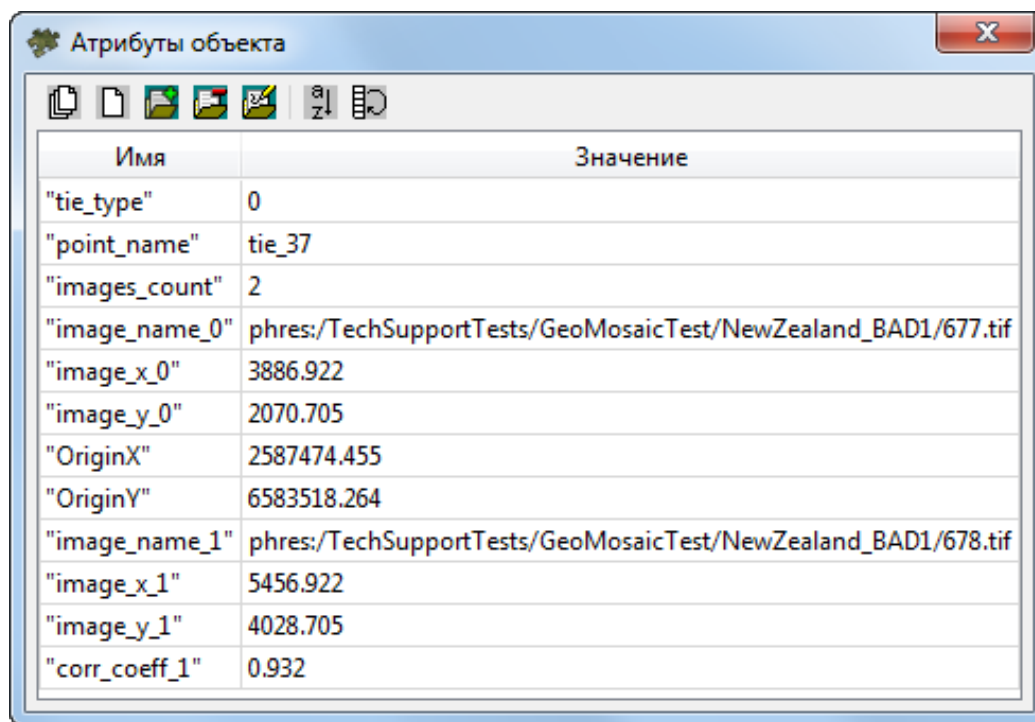 Атрибуты объекта
Имя Значение
"tie_type" 0
"point_name" tie_37
"images_count" 2
"image_name_0" phres:/TechSupportTests/GeoMosaicTest/NewZealand_BAD1/677.tif
"image_x_0" 3886.922
"image_y_0" 2070.705
"OriginX" 2587474.455
"OriginY" 6583518.264
"image_name_1" phres:/TechSupportTests/GeoMosaicTest/NewZealand_BAD1/678.tif
"image_x_1" 5456.922
"image_y_1" 4028.705
"corr_coeff_1" 0.932